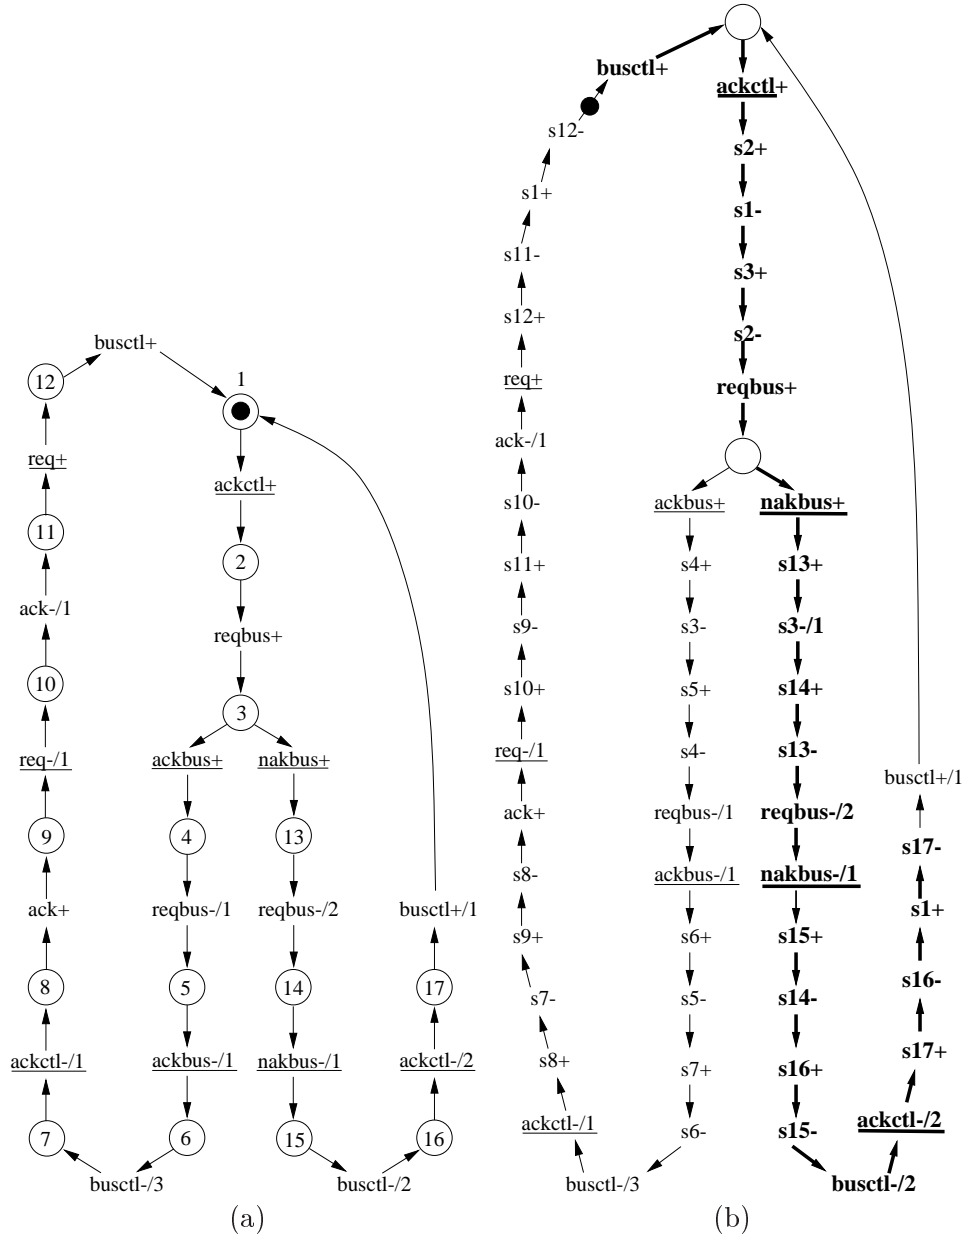 busctl+
1
12
req+
ackctl+
11
2
ack-/1
reqbus+
10
3
req-/1
ackbus+
nakbus+
9
4
13
ack+
reqbus-/1
reqbus-/2
busctl+/1
8
5
14
17
ackctl-/1
ackbus-/1
nakbus-/1
ackctl-/2
7
6
15
16
busctl-/3
busctl-/2
(a)
busctl+
ackctl+
s12-
s2+
s1+
s1-
s11-
s3+
s12+
s2-
req+
reqbus+
ack-/1
s10-
ackbus+
nakbus+
s11+
s4+
s13+
s9-
s3-
s3-/1
s10+
s5+
s14+
req-/1
s4-
s13-
busctl+/1
ack+
reqbus-/1
reqbus-/2
s17-
s8-
ackbus-/1
nakbus-/1
s1+
s9+
s6+
s15+
s16-
s7-
s5-
s14-
s17+
s8+
s7+
s16+
ackctl-/1
s6-
s15-
ackctl-/2
busctl-/3
busctl-/2
(b)